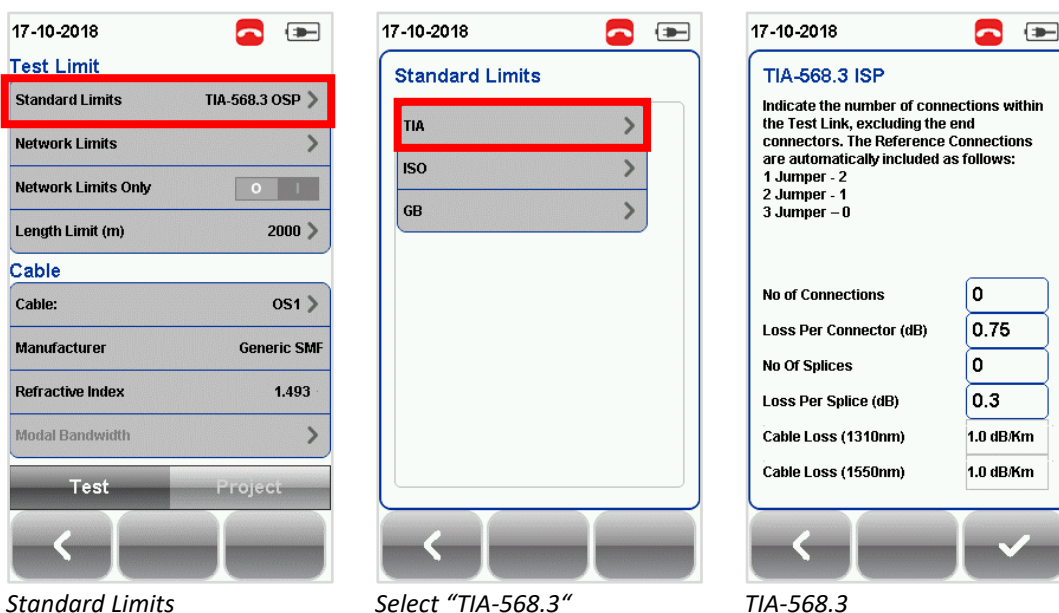 17-10-2018
Test Limit
Standard Limits TIA-568.3 OSP
Network Limits
Network Limits Only O I
Length Limit (m) 2000
Cable
Cable: OS1
Manufacturer Generic SMF
Refractive Index 1.493
Modal Bandwidth
Test Project
Standard Limits
17-10-2018
Standard Limits
TIA
ISO
GB
Select “TIA-568.3“
17-10-2018
TIA-568.3 ISP
Indicate the number of connections within
the Test Link, excluding the end
connectors. The Reference Connections
are automatically included as follows:
1 Jumper - 2
2 Jumper - 1
3 Jumper – 0
No of Connections 0
Loss Per Connector (dB) 0.75
No Of Splices 0
Loss Per Splice (dB) 0.3
Cable Loss (1310nm) 1.0 dB/Km
Cable Loss (1550nm) 1.0 dB/Km
TIA-568.3